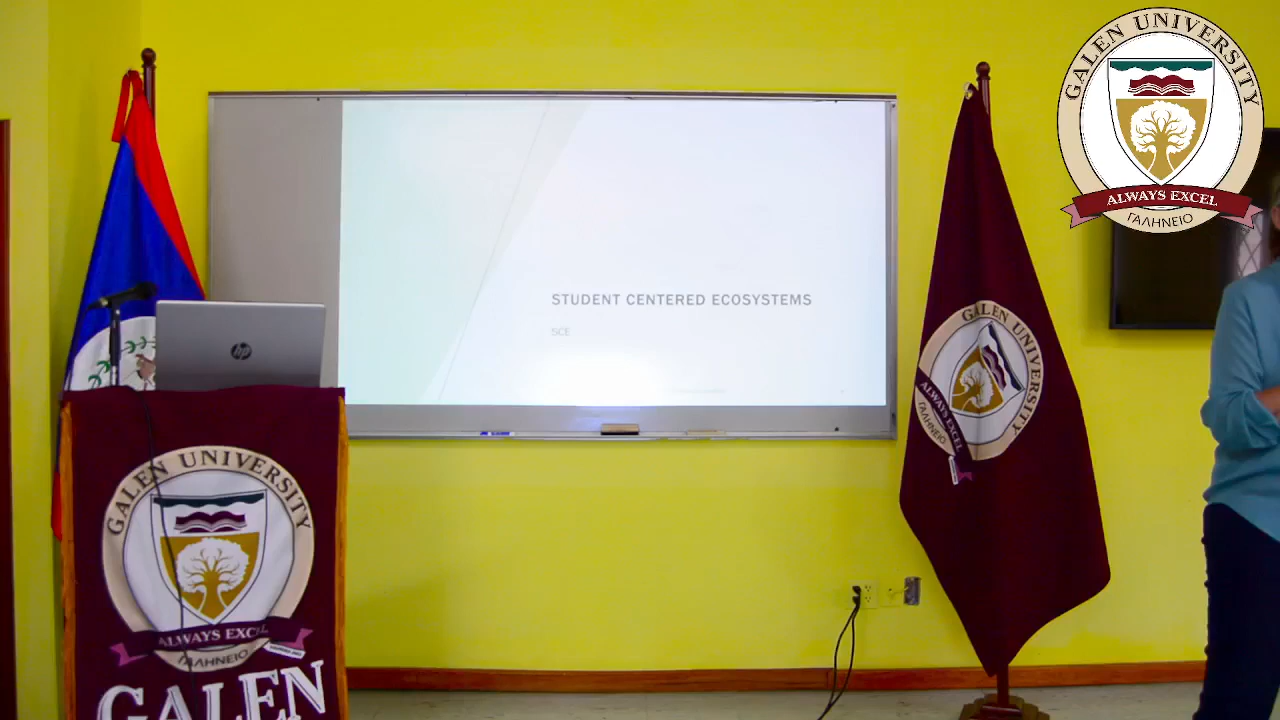 GALEN UNIVERSITY
ALWAYS EXCEL
ΓΑΛΗΝΕΙΟ
STUDENT CENTERED ECOSYSTEMS
SCE
GALEN UNIVERSITY
ALWAYS EXCEL
ΓΑΛΗΝΕΙΟ
hp
GALEN UNIVERSITY
ALWAYS EXCEL
ΓΑΛΗΝΕΙΟ
GALEN